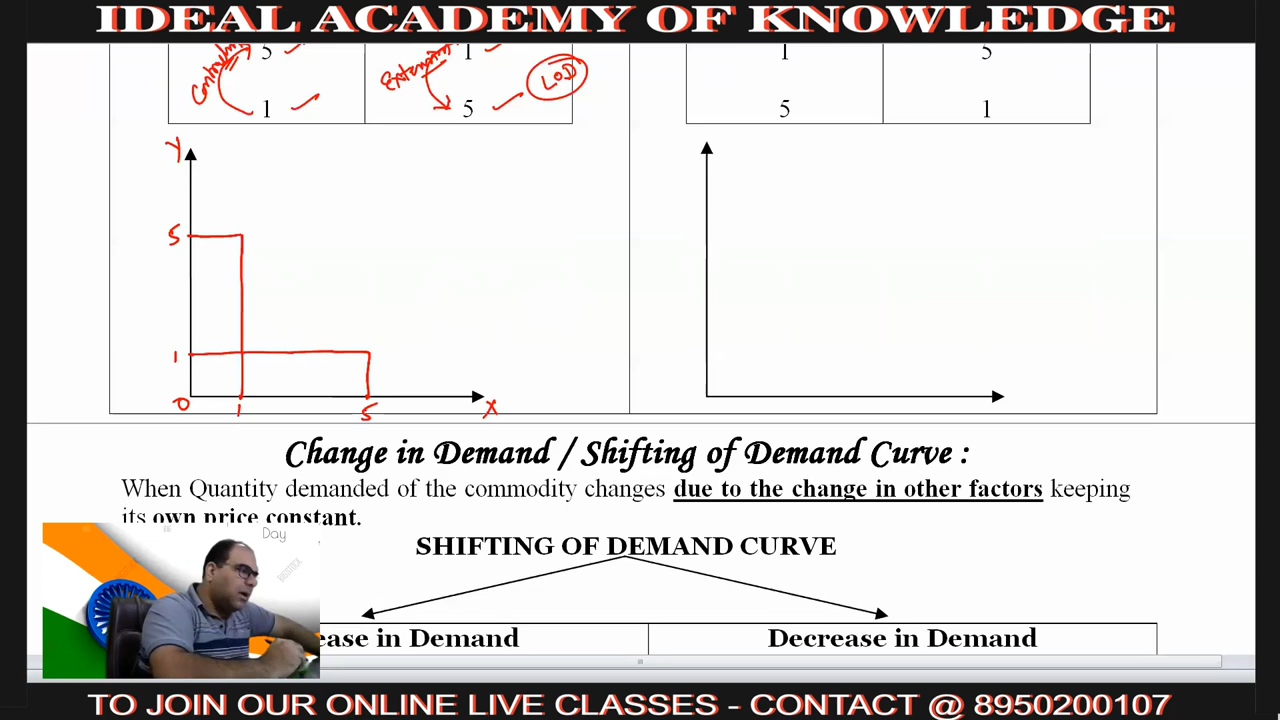 IDEAL ACADEMY OF KNOWLEDGE
5 1 1 5
Extension
LOD
1 5 5 1
Y
5
1
0 1 5 X
Change in Demand / Shifting of Demand Curve :
When Quantity demanded of the commodity changes due to the change in other factors keeping
its own price constant.
Day
SHIFTING OF DEMAND CURVE
ease in Demand Decrease in Demand
TO JOIN OUR ONLINE LIVE CLASSES - CONTACT @ 8950200107